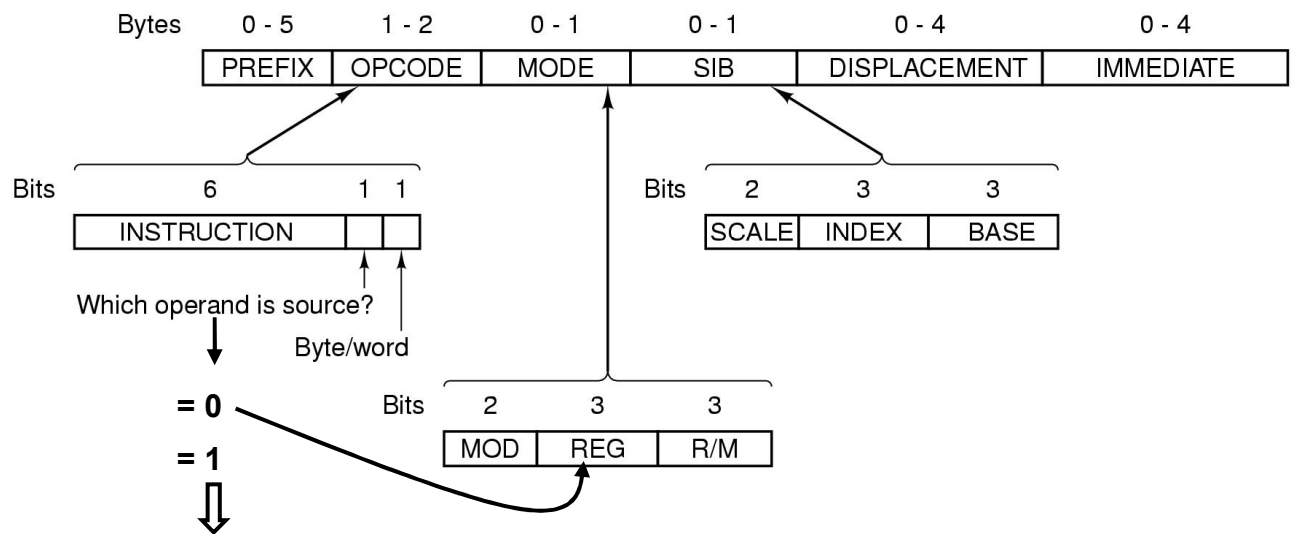 Bytes 0 - 5 1 - 2 0 - 1 0 - 1 0 - 4 0 - 4
PREFIX OPCODE MODE SIB DISPLACEMENT IMMEDIATE
Bits 6 1 1
INSTRUCTION
Which operand is source?
Byte/word
= 0
= 1
Bits 2 3 3
MOD REG R/M
Bits 2 3 3
SCALE INDEX BASE